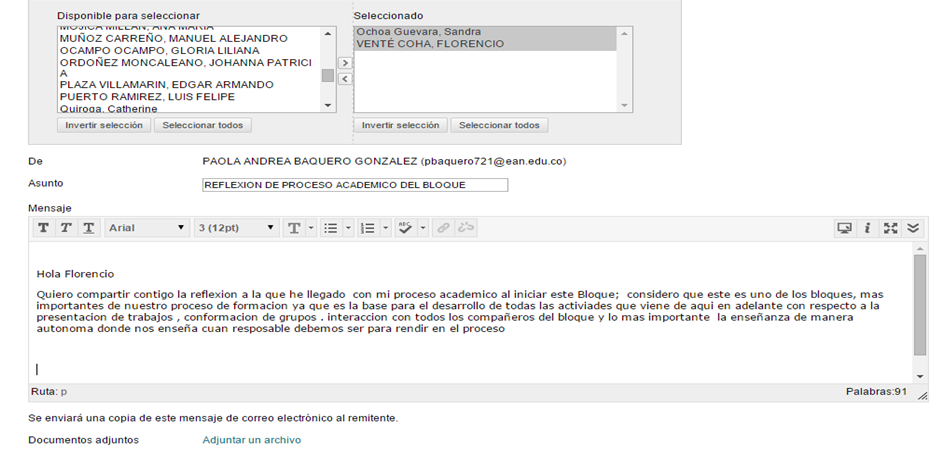 Disponible para seleccionar
Seleccionado
MOJICA MILLAN, ANA MARIA
MUÑOZ CARREÑO, MANUEL ALEJANDRO
OCAMPO OCAMPO, GLORIA LILIANA
ORDOÑEZ MONCALEANO, JOHANNA PATRICI
A
PLAZA VILLAMARIN, EDGAR ARMANDO
PUERTO RAMIREZ, LUIS FELIPE
Quiroga, Catherine
Ochoa Guevara, Sandra
VENTÉ COHA, FLORENCIO
Invertir selección Seleccionar todos
Invertir selección Seleccionar todos
De PAOLA ANDREA BAQUERO GONZALEZ (pbaquero721@ean.edu.co)
Asunto REFLEXION DE PROCESO ACADEMICO DEL BLOQUE
Mensaje
T T T Arial 3 (12pt) T ABC
Hola Florencio
Quiero compartir contigo la reflexion a la que he llegado con mi proceso academico al iniciar este Bloque; considero que este es uno de los bloques, mas
importantes de nuestro proceso de formacion ya que es la base para el desarrollo de todas las activiades que viene de aqui en adelante con respecto a la
presentacion de trabajos , conformacion de grupos . interaccion con todos los compañeros del bloque y lo mas importante la enseñanza de manera
autonoma donde nos enseña cuan resposable debemos ser para rendir en el proceso
Ruta: p Palabras:91
Se enviará una copia de este mensaje de correo electrónico al remitente.
Documentos adjuntos Adjuntar un archivo